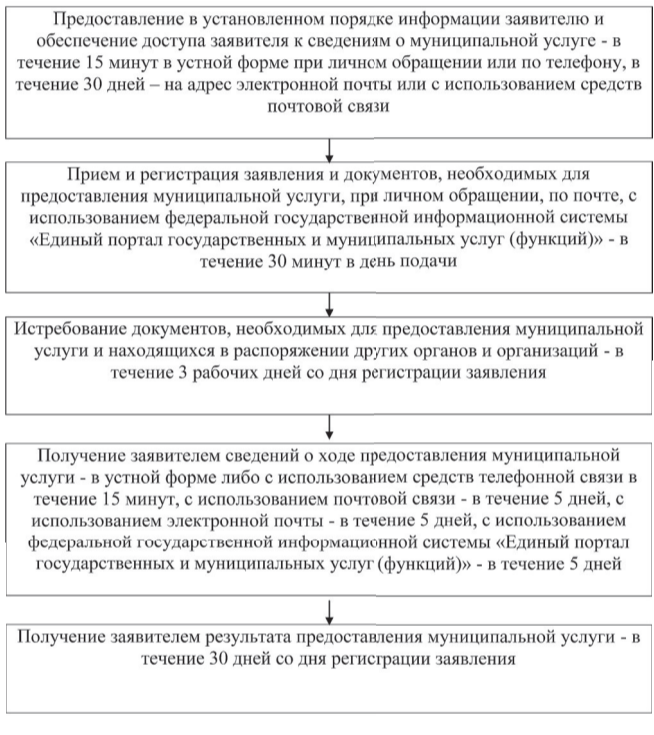 Предоставление в установленном порядке информации заявителю и
обеспечение доступа заявителя к сведениям о муниципальной услуге - в
течение 15 минут в устной форме при личном обращении или по телефону, в
течение 30 дней – на адрес электронной почты или с использованием средств
почтовой связи
Прием и регистрация заявления и документов, необходимых для
предоставления муниципальной услуги, при личном обращении, по почте, с
использованием федеральной государственной информационной системы
«Единый портал государственных и муниципальных услуг (функций)» - в
течение 30 минут в день подачи
Истребование документов, необходимых для предоставления муниципальной
услуги и находящихся в распоряжении других органов и организаций - в
течение 3 рабочих дней со дня регистрации заявления
Получение заявителем сведений о ходе предоставления муниципальной
услуги - в устной форме либо с использованием средств телефонной связи в
течение 15 минут, с использованием почтовой связи - в течение 5 дней, с
использованием электронной почты - в течение 5 дней, с использованием
федеральной государственной информационной системы «Единый портал
государственных и муниципальных услуг (функций)» - в течение 5 дней
Получение заявителем результата предоставления муниципальной услуги - в
течение 30 дней со дня регистрации заявления